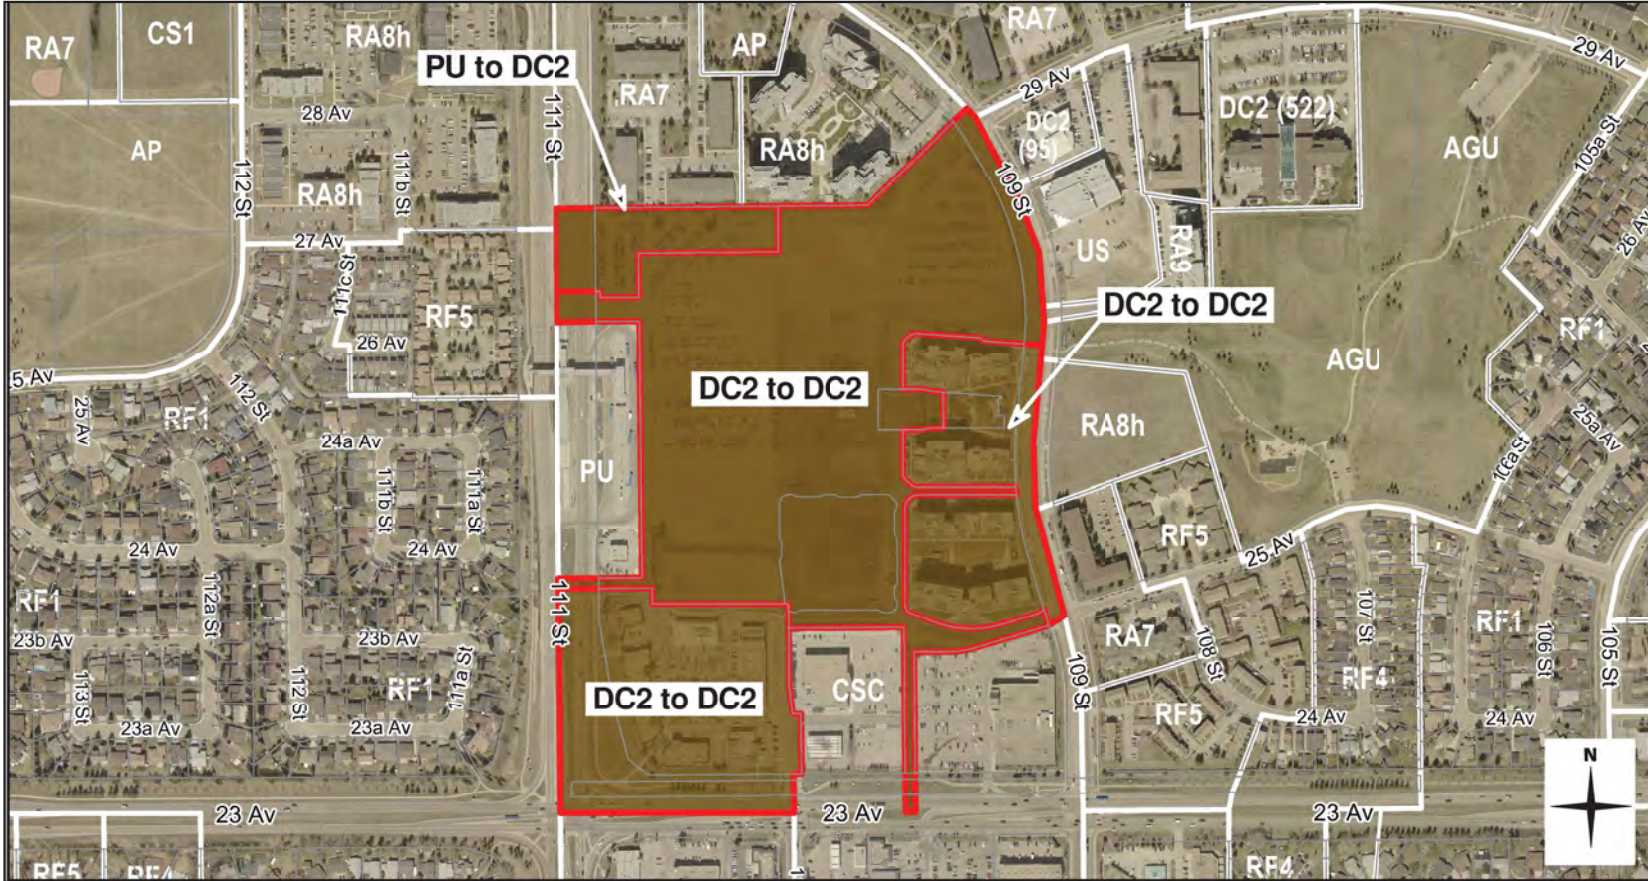 RA7
CS1
RA8h
AP
RA7
29 Av
29 Av
PU to DC2
RA7
DC2 (522)
DC2
(95)
28 Av
111 St
AP
RA8h
AGU
105a St
112 St
111b St
RA8h
109 St
27 Av
US
RA9
26 Av
111c St
RF5
DC2 to DC2
RF1
26 Av
AGU
5 Av
DC2 to DC2
112 St
RF1
25 Av
24a Av
RA8h
25a Av
PU
106a St
111b St
111a St
RF5
24 Av
24 Av
25 Av
RF1
112a St
111 St
107 St
RF1
106 St
105 St
23b Av
23b Av
RA7
108 St
111a St
RF1
113 St
112 St
DC2 to DC2
CSC
109 St
RF4
RF5
23a Av
23a Av
24 Av
24 Av
N
23 Av
23 Av
23 Av
RF5
RF4
RF4